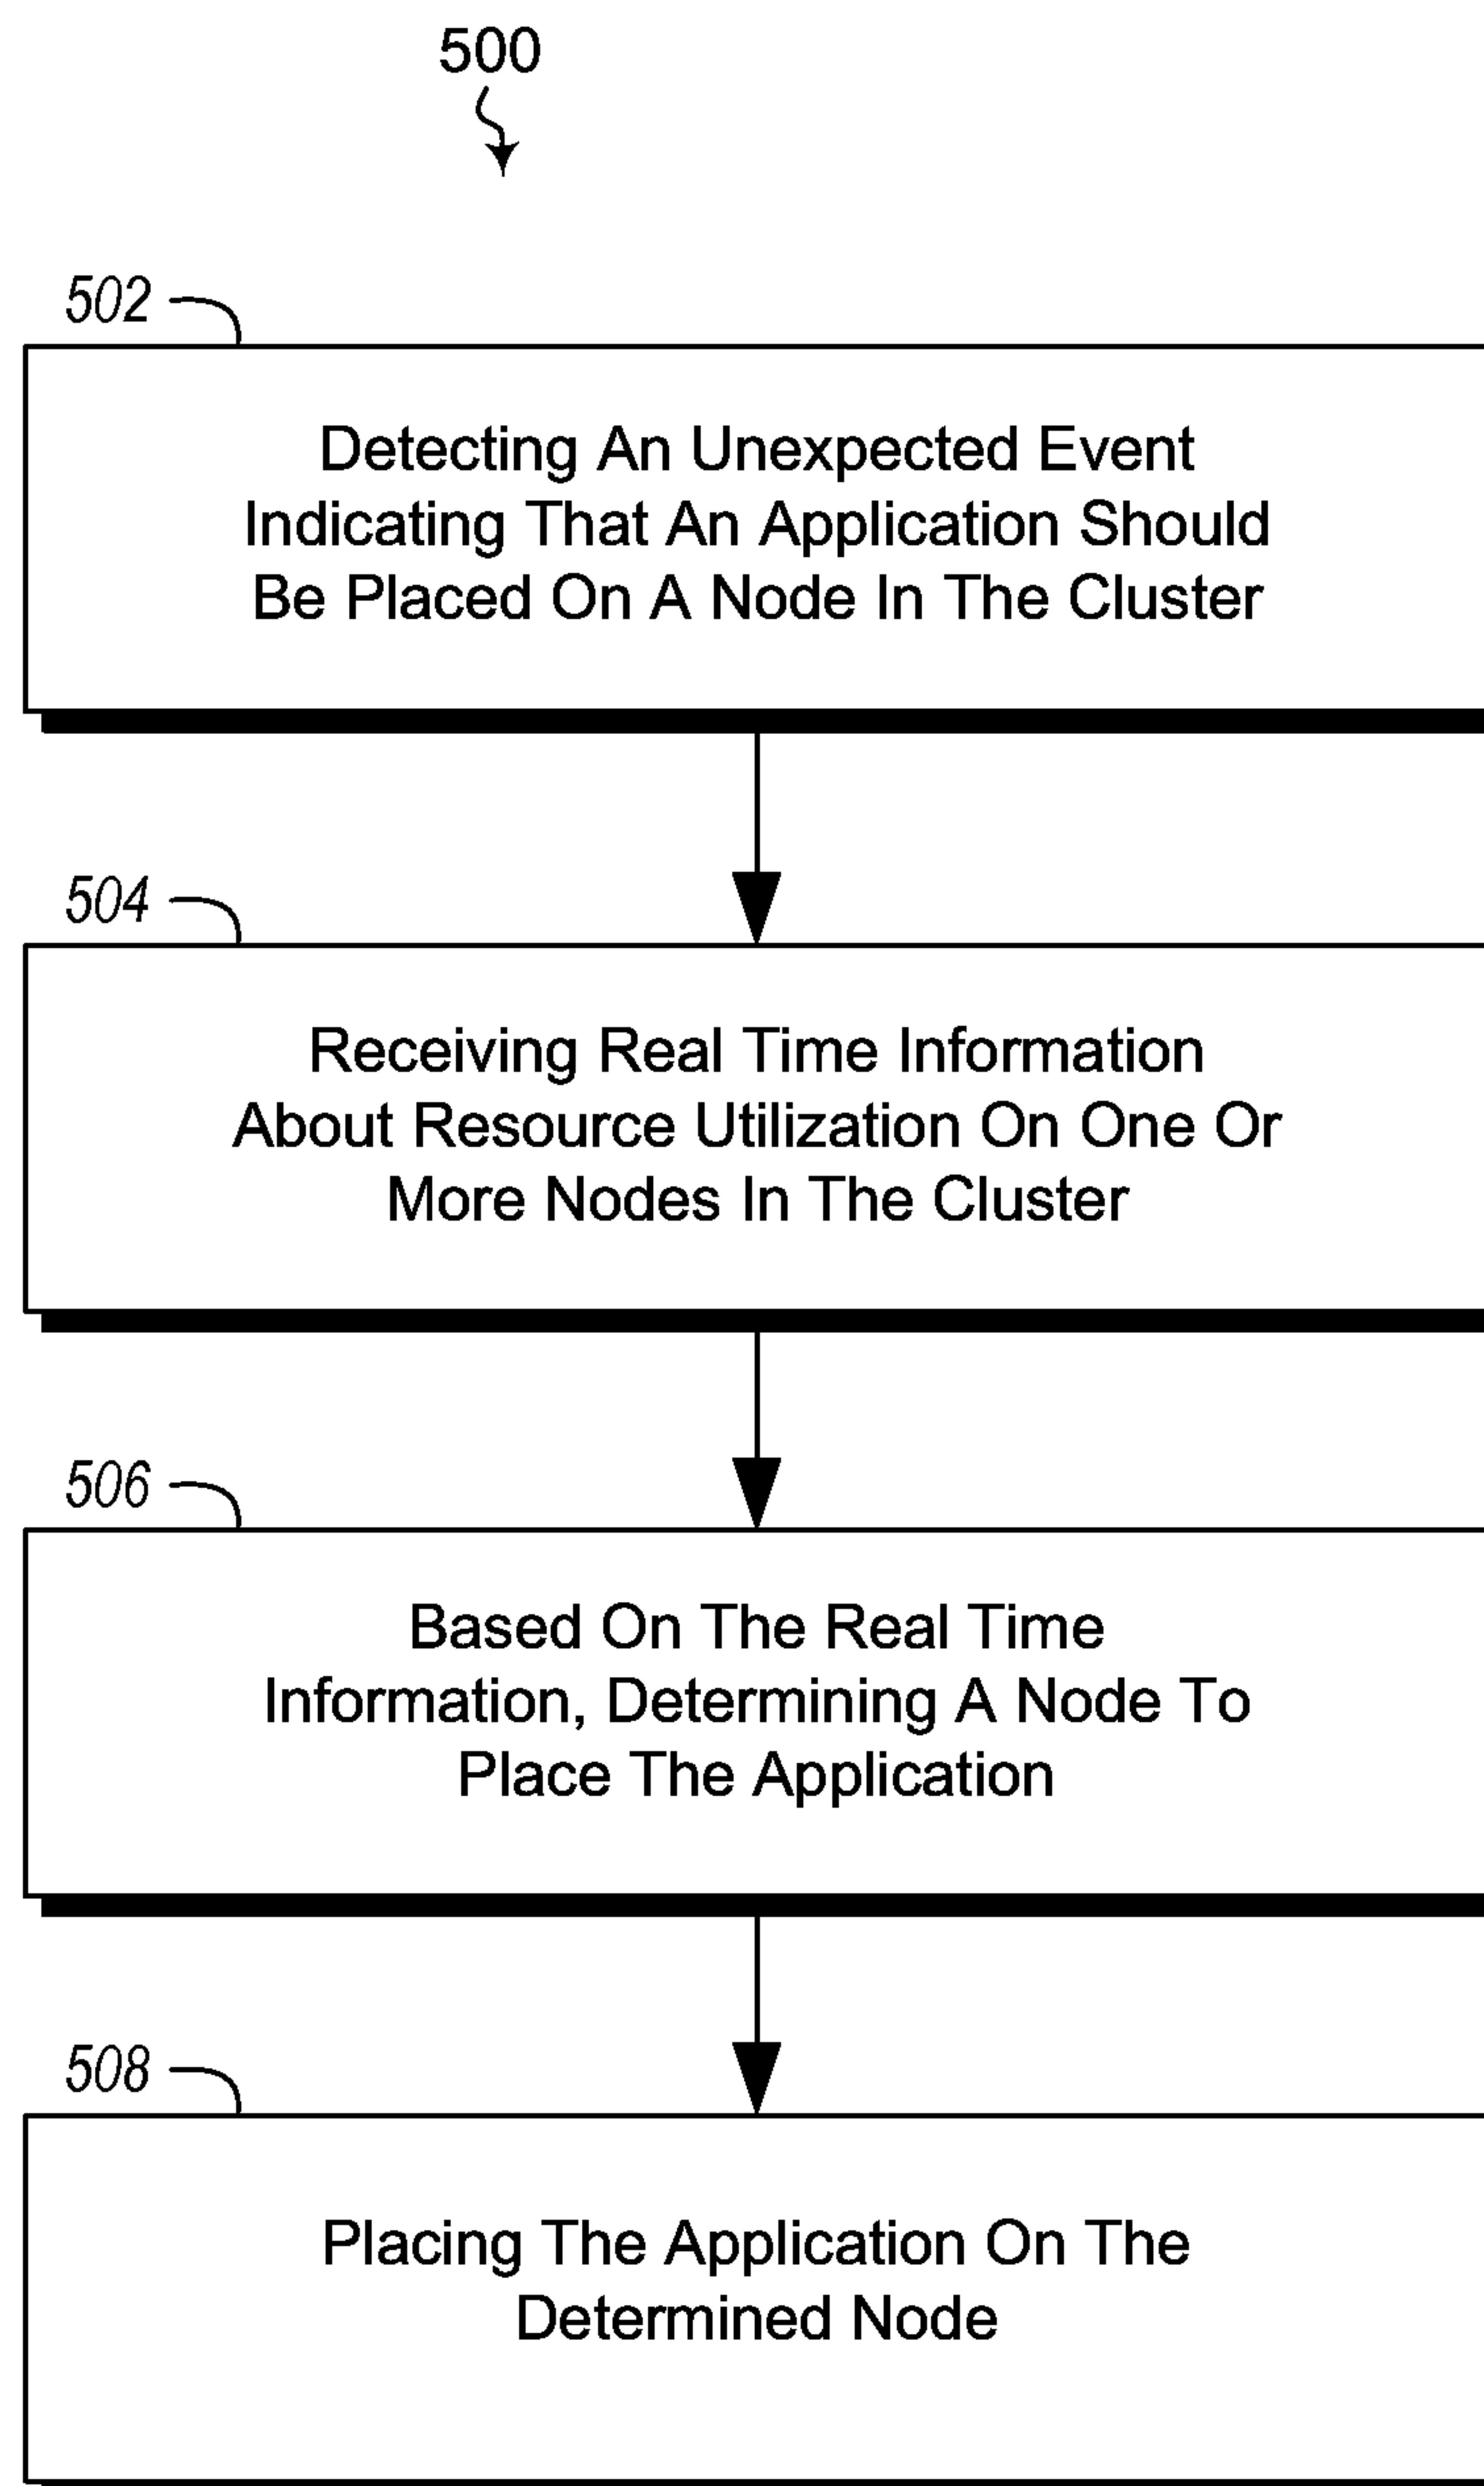 500
502
Detecting An Unexpected Event
Indicating That An Application Should
Be Placed On A Node In The Cluster
504
Receiving Real Time Information
About Resource Utilization On One Or
More Nodes In The Cluster
506
Based On The Real Time
Information, Determining A Node To
Place The Application
508
Placing The Application On The
Determined Node